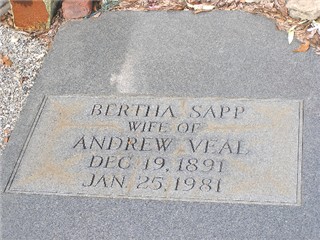 BERTHA SAPP
WIFE OF
ANDREW VEAL
DEC 19, 1891
JAN 25, 1981